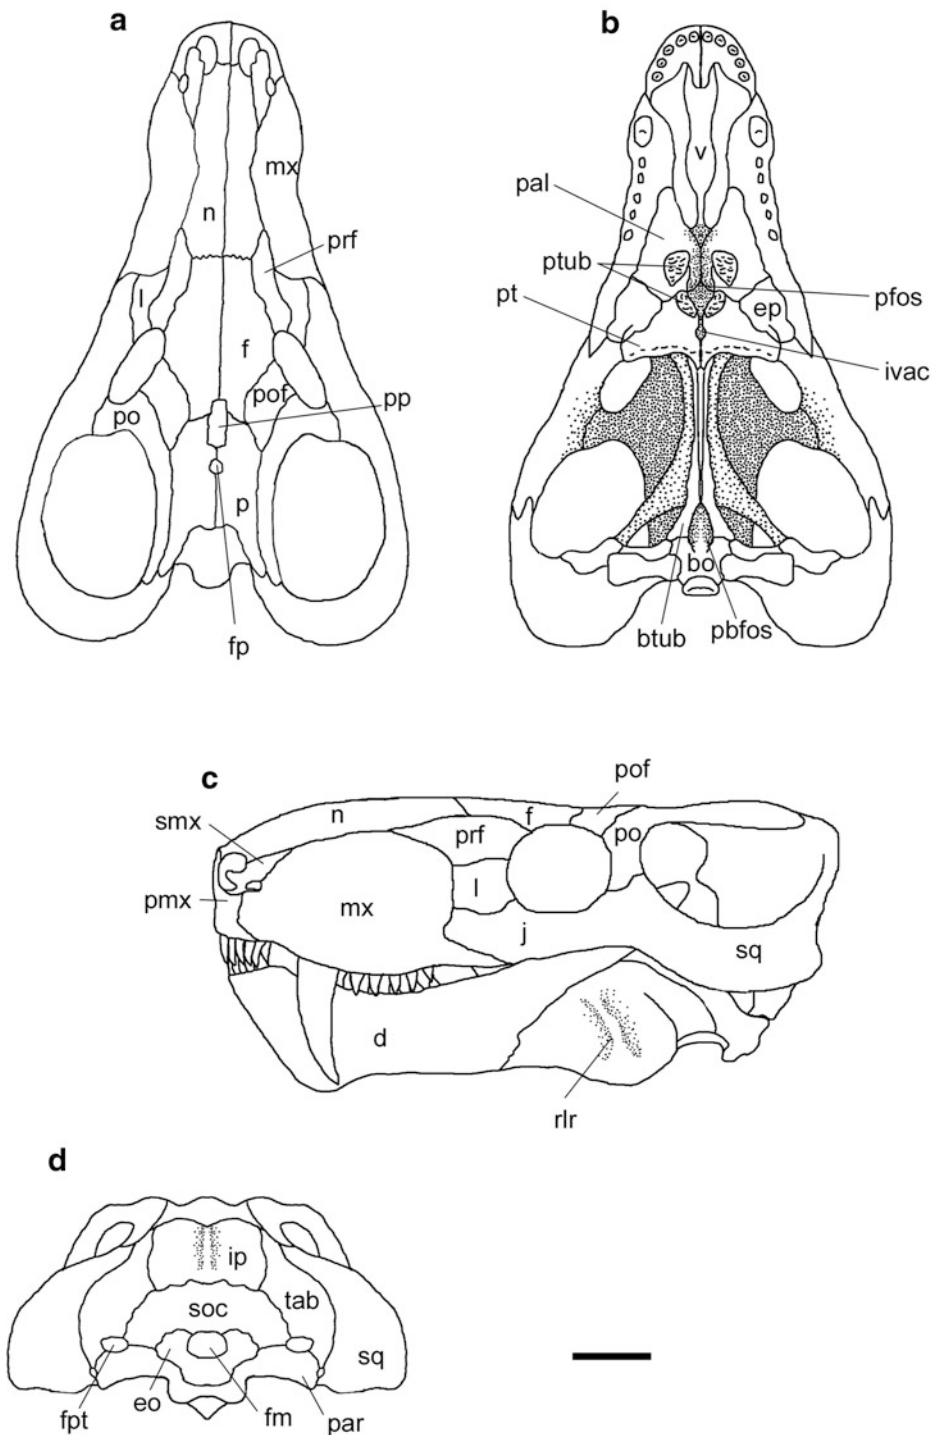 a
b
mx
n
prf
l
f
pof
po
pp
p
fp
v
pal
ptub
pt
pfos
ep
ivac
bo
btub
pbfos
c
pof
smx
n
f
prf
po
l
pmx
mx
j
sq
d
rlr
d
ip
tab
soc
sq
fpt
eo
fm
par